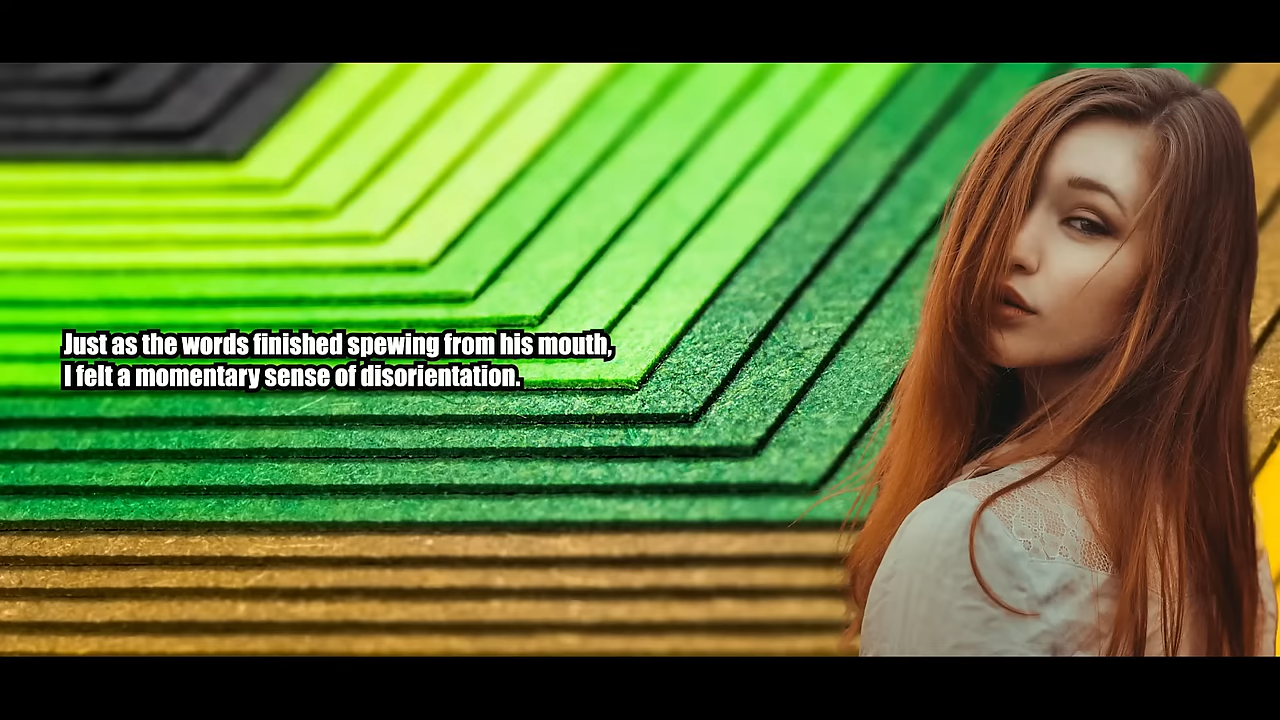 Just as the words finished spewing from his mouth,
I felt a momentary sense of disorientation.